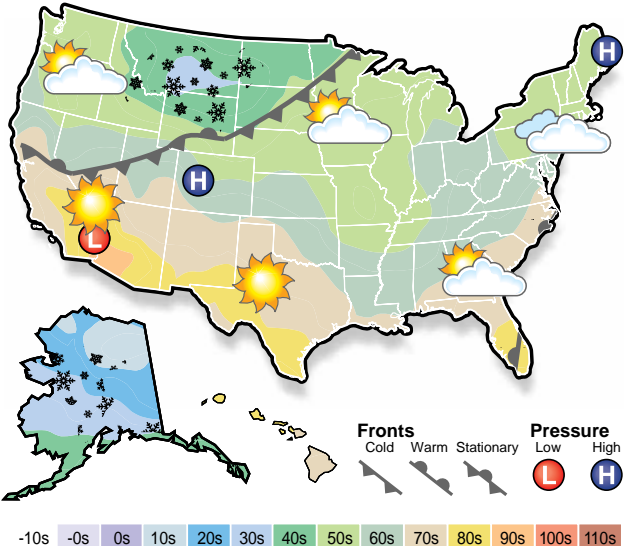 H
H
L
Fronts Pressure
Cold Warm Stationary Low High
L H
-10s -0s 0s 10s 20s 30s 40s 50s 60s 70s 80s 90s 100s 110s